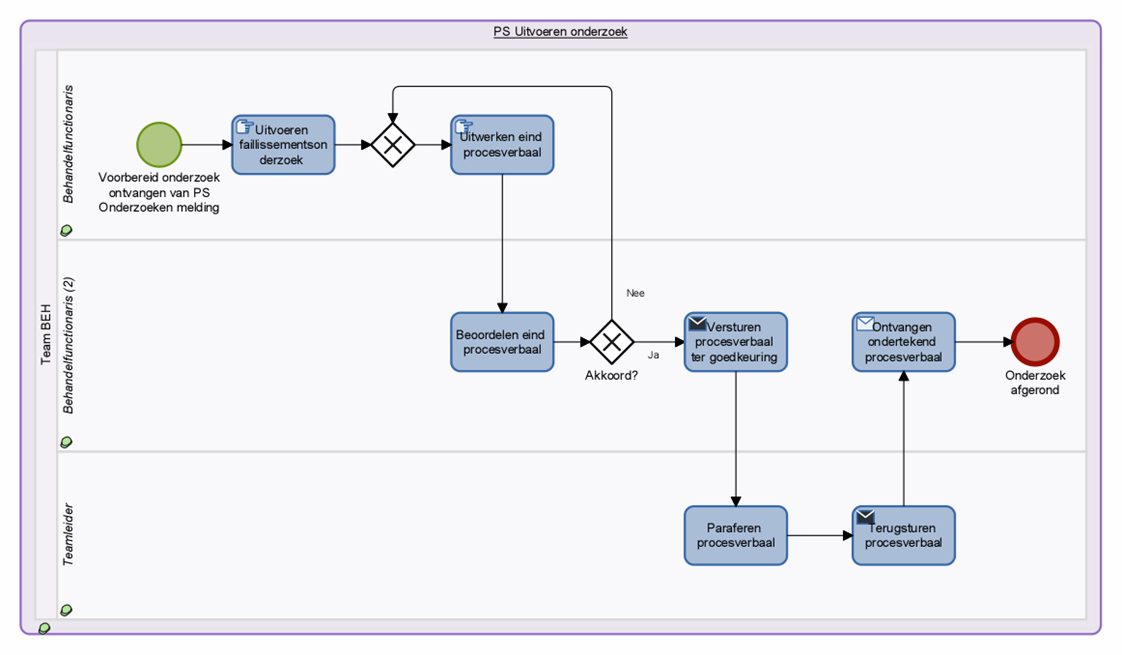 PS Uitvoeren onderzoek
Team BEH
Behandelfunctionaris
Voorbereid onderzoek
ontvangen van PS
Onderzoeken melding
Uitvoeren
faillissementson
derzoek
Uitwerken eind
procesverbaal
Behandelfunctionaris (2)
Beoordelen eind
procesverbaal
Akkoord?
Nee
Ja
Versturen
procesverbaal
ter goedkeuring
Ontvangen
ondertekend
procesverbaal
Onderzoek
afgerond
Teamleider
Paraferen
procesverbaal
Terugsturen
procesverbaal